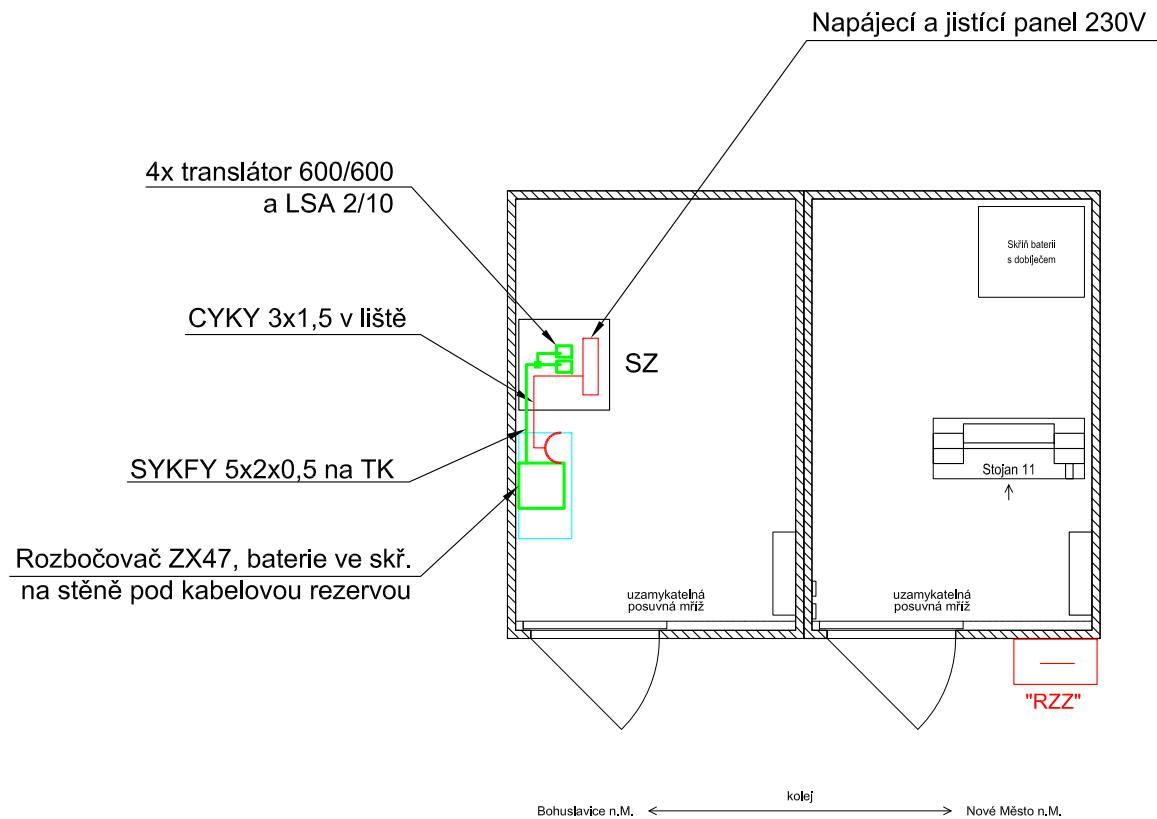 Napájecí a jistící panel 230V
4x translátor 600/600
a LSA 2/10
Skříň baterii
s dobíječem
CYKY 3x1,5 v liště
SZ
SYKFY 5x2x0,5 na TK
Stojan 11
Rozbočovač ZX47, baterie ve skř.
na stěně pod kabelovou rezervou
uzamykatelná
posuvná mříž
uzamykatelná
posuvná mříž
"RZZ"
kolej
Bohuslavice n.M.
Nové Město n.M.